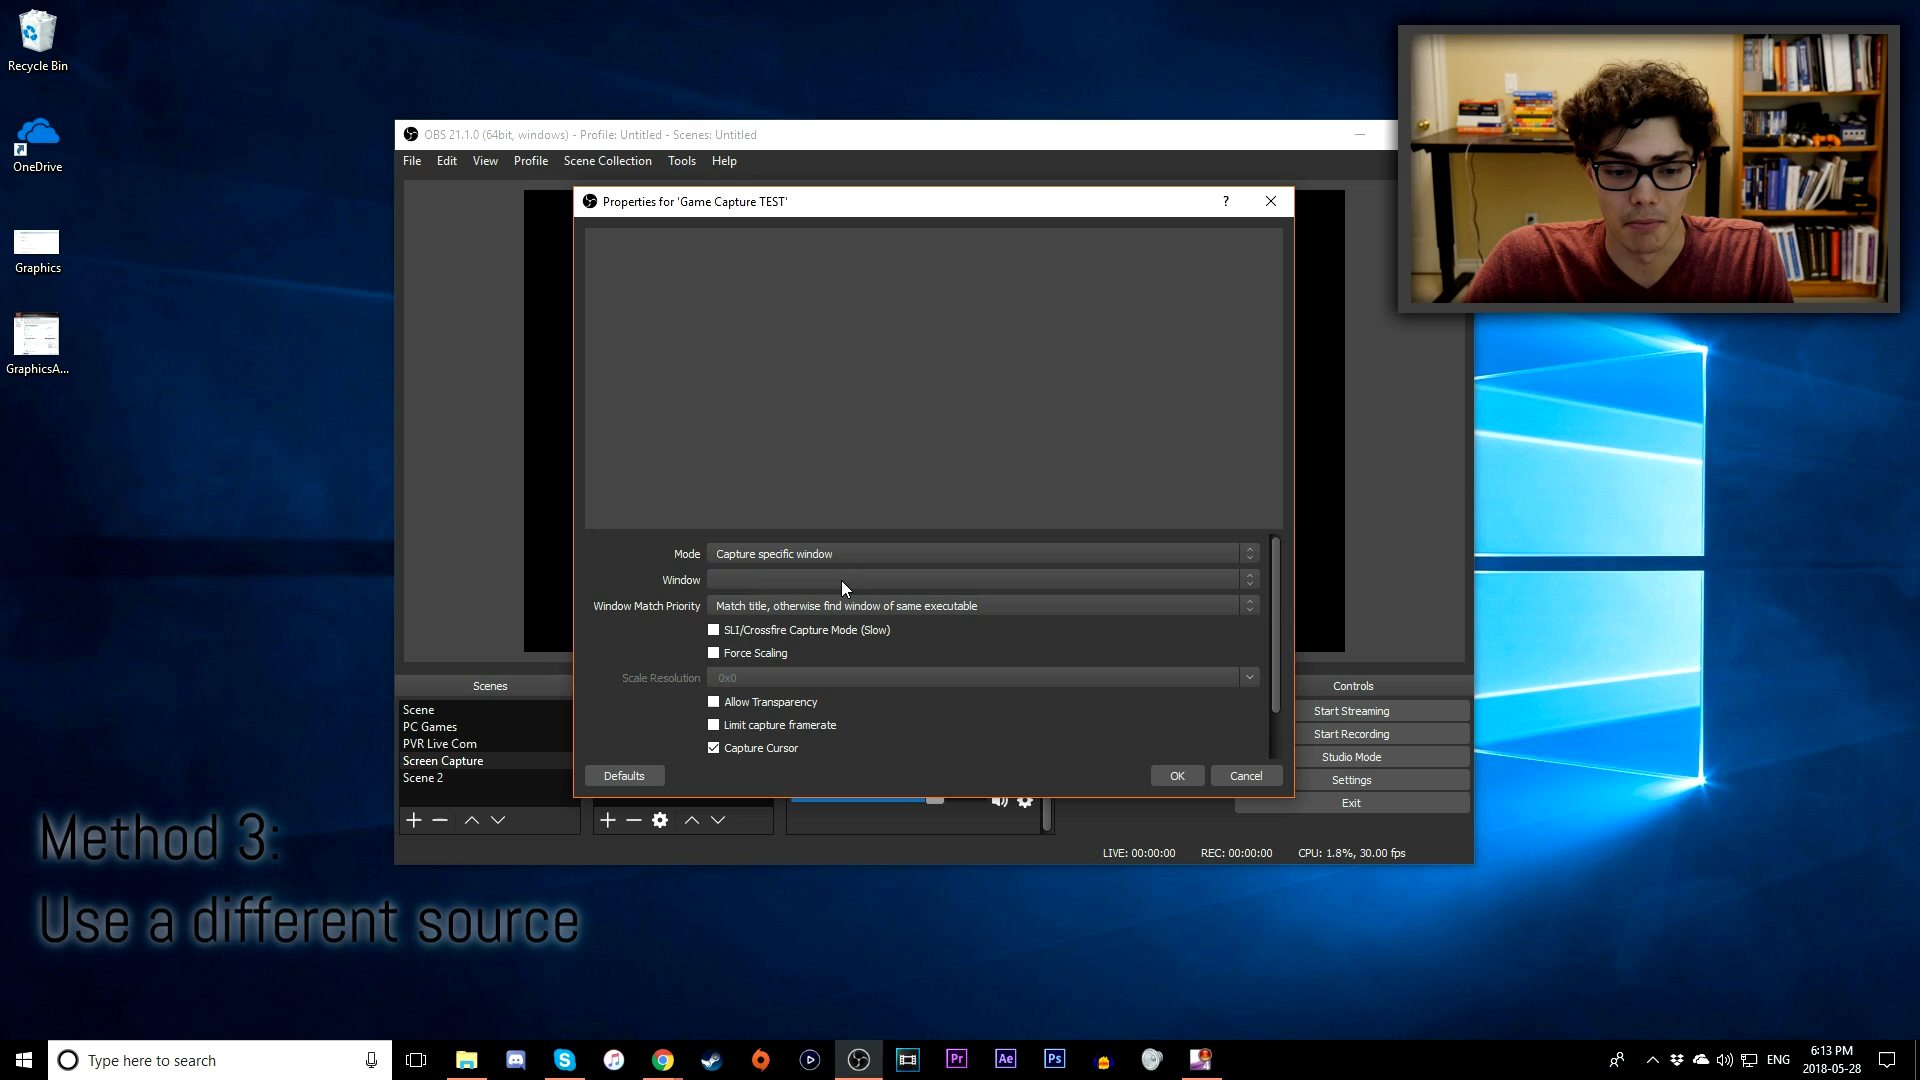 Recycle Bin
OneDrive
Graphics
GraphicsA...
OBS 21.1.0 (64bit, windows) - Profile: Untitled - Scenes: Untitled
File Edit View Profile Scene Collection Tools Help
Properties for 'Game Capture TEST'
?
Mode Capture specific window
Window
Window Match Priority Match title, otherwise find window of same executable
SLI/Crossfire Capture Mode (Slow)
Force Scaling
Scale Resolution 0x0
Allow Transparency
Limit capture framerate
Capture Cursor
Defaults OK Cancel
Scenes
Scene
PC Games
PVR Live Com
Screen Capture
Scene 2
Controls
Start Streaming
Start Recording
Studio Mode
Settings
Exit
LIVE: 00:00:00 REC: 00:00:00 CPU: 1.8%, 30.00 fps
Method 3:
Use a different source
Type here to search
Pr Ae Ps
4
ENG
6:13 PM
2018-05-28